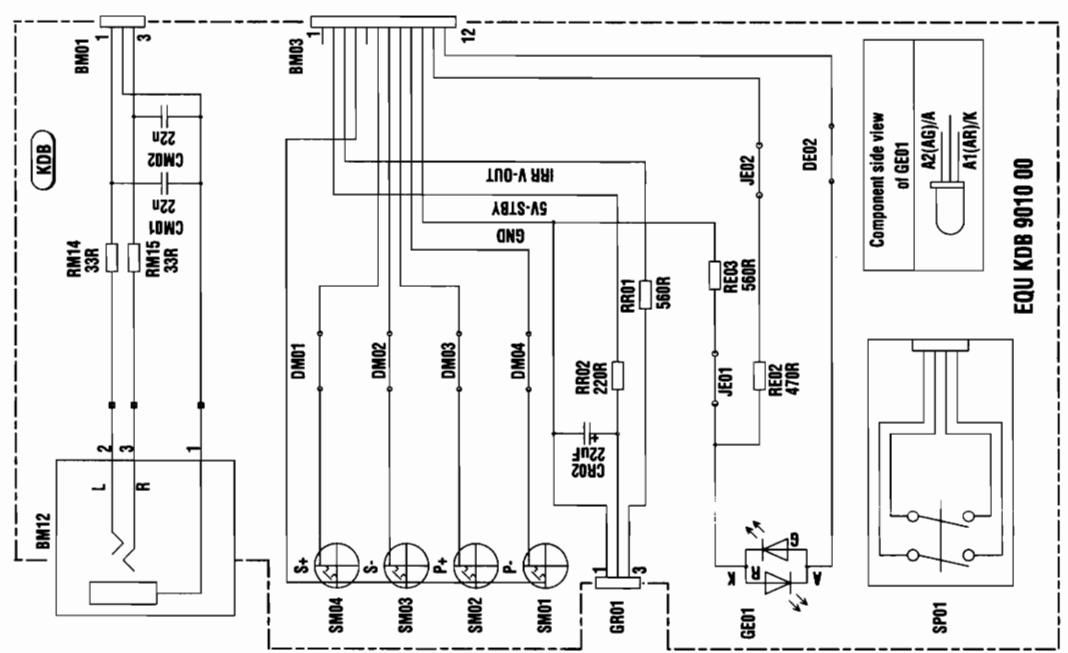 BM01
1
3
KDB
CM02
22n
CM01
22n
RM14
33R
RM15
33R
2
3
1
L
R
BM12
BM03
1
12
IRR V-OUT
5V-STBY
GND
DM01
DM02
DM03
DM04
S+
S-
P+
P-
SM04
SM03
SM02
SM01
RR01
560R
RR02
220R
CR02
22uF
+
1
3
GR01
RE03
560R
JE01
JE02
RE02
470R
DE02
K
R
G
A
GE01
Component side view
of GE01
A2(AG)/A
A1(AR)/K
EQU KDB 9010 00
SP01